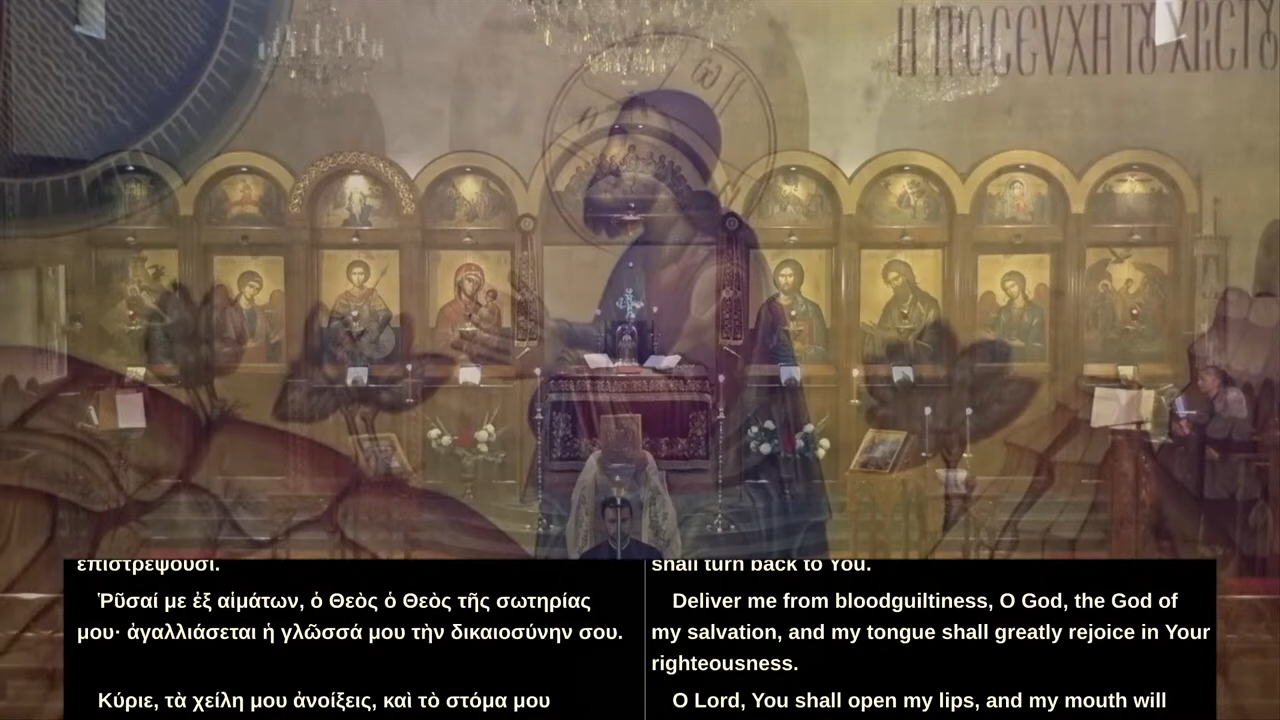 Η ΠΡΟCΕΥΧΗ ΤΟΥ ΧΡΙCΤΟΥ
επιστρέψουσι.
Ῥῦσαί με ἐξ αἱμάτων, ὁ Θεὸς ὁ Θεὸς τῆς σωτηρίας
μου· ἀγαλλιάσεται ἡ γλῶσσά μου τὴν δικαιοσύνην σου.
Κύριε, τὰ χείλη μου ἀνοίξεις, καὶ τὸ στόμα μου
shall turn back to You.
Deliver me from bloodguiltiness, O God, the God of
my salvation, and my tongue shall greatly rejoice in Your
righteousness.
O Lord, You shall open my lips, and my mouth will